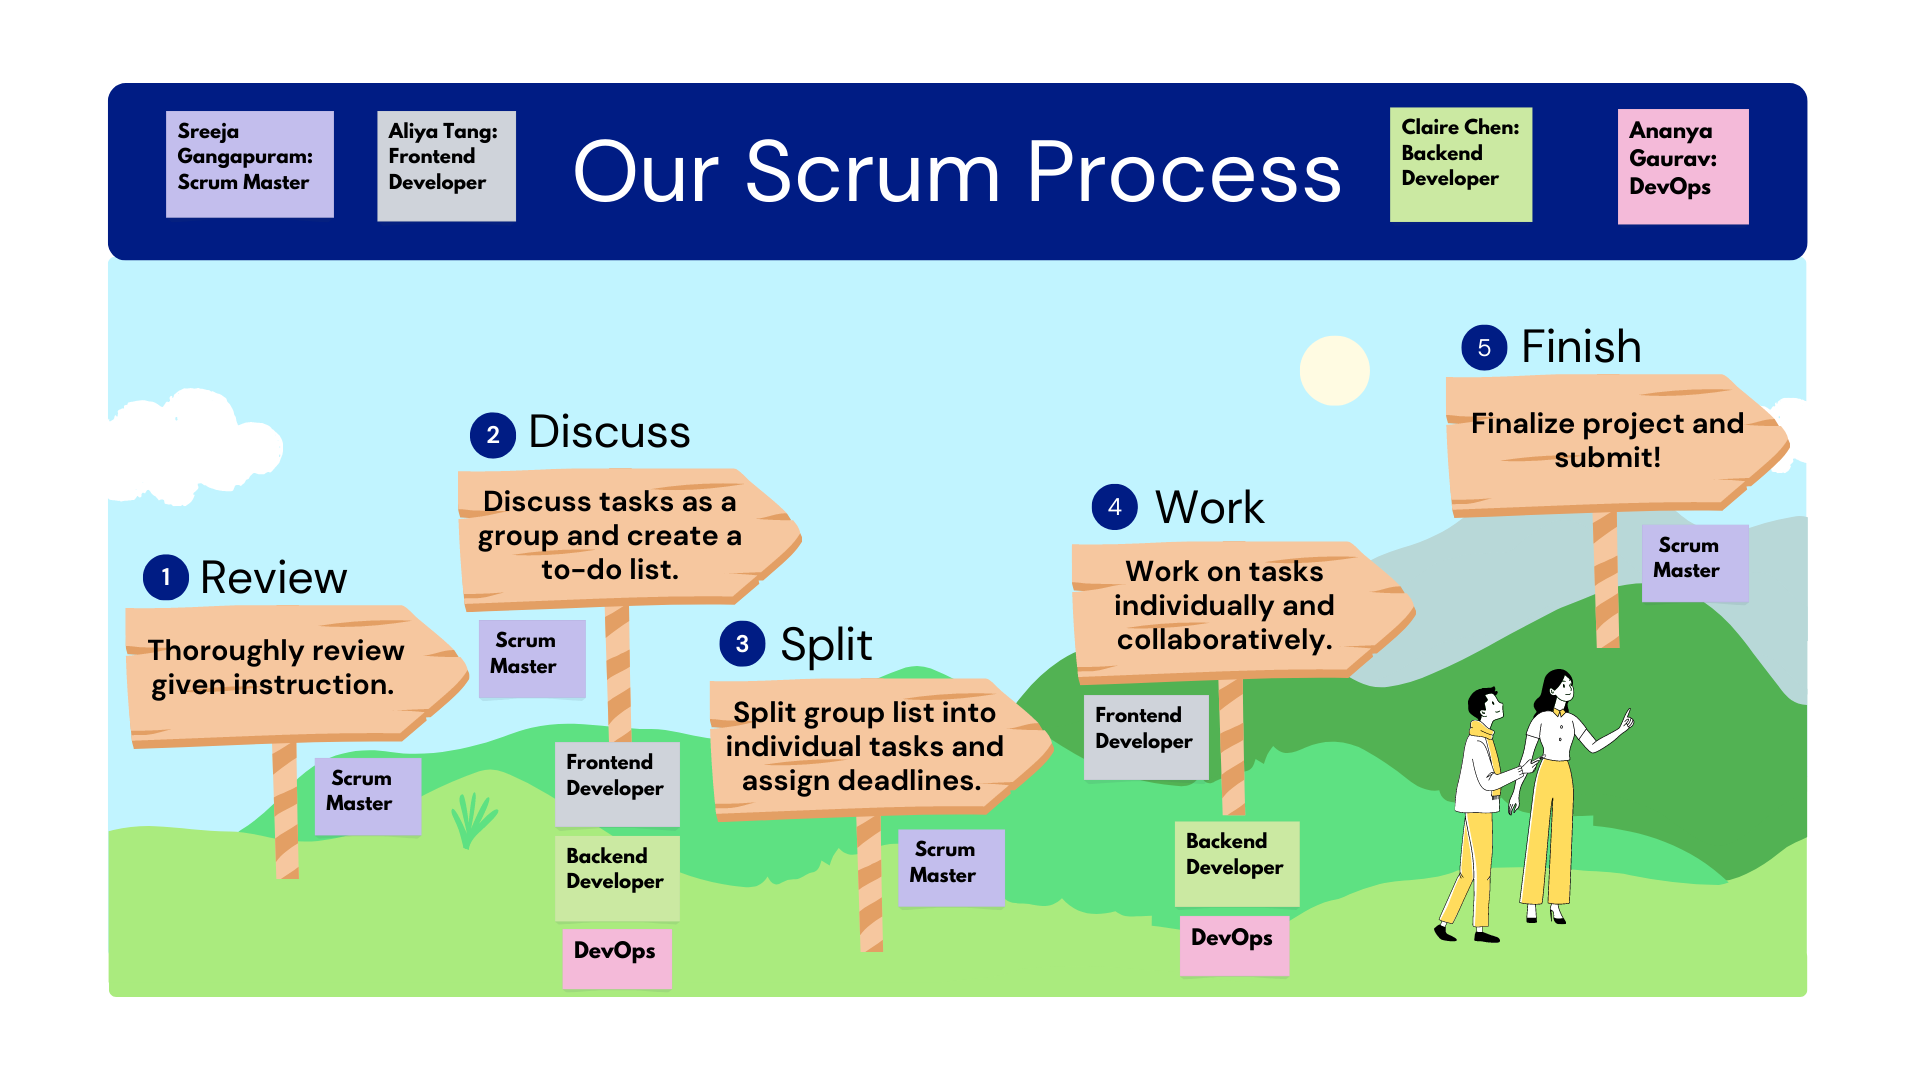 Sreeja
Gangapuram:
Scrum Master
Aliya Tang:
Frontend
Developer
Our Scrum Process
Claire Chen:
Backend
Developer
Ananya
Gaurav:
DevOps
1 Review
Thoroughly review
given instruction.
Scrum
Master
2 Discuss
Discuss tasks as a
group and create a
to-do list.
Scrum
Master
Frontend
Developer
Backend
Developer
DevOps
3 Split
Split group list into
individual tasks and
assign deadlines.
Scrum
Master
4 Work
Work on tasks
individually and
collaboratively.
Frontend
Developer
Backend
Developer
DevOps
5 Finish
Finalize project and
submit!
Scrum
Master